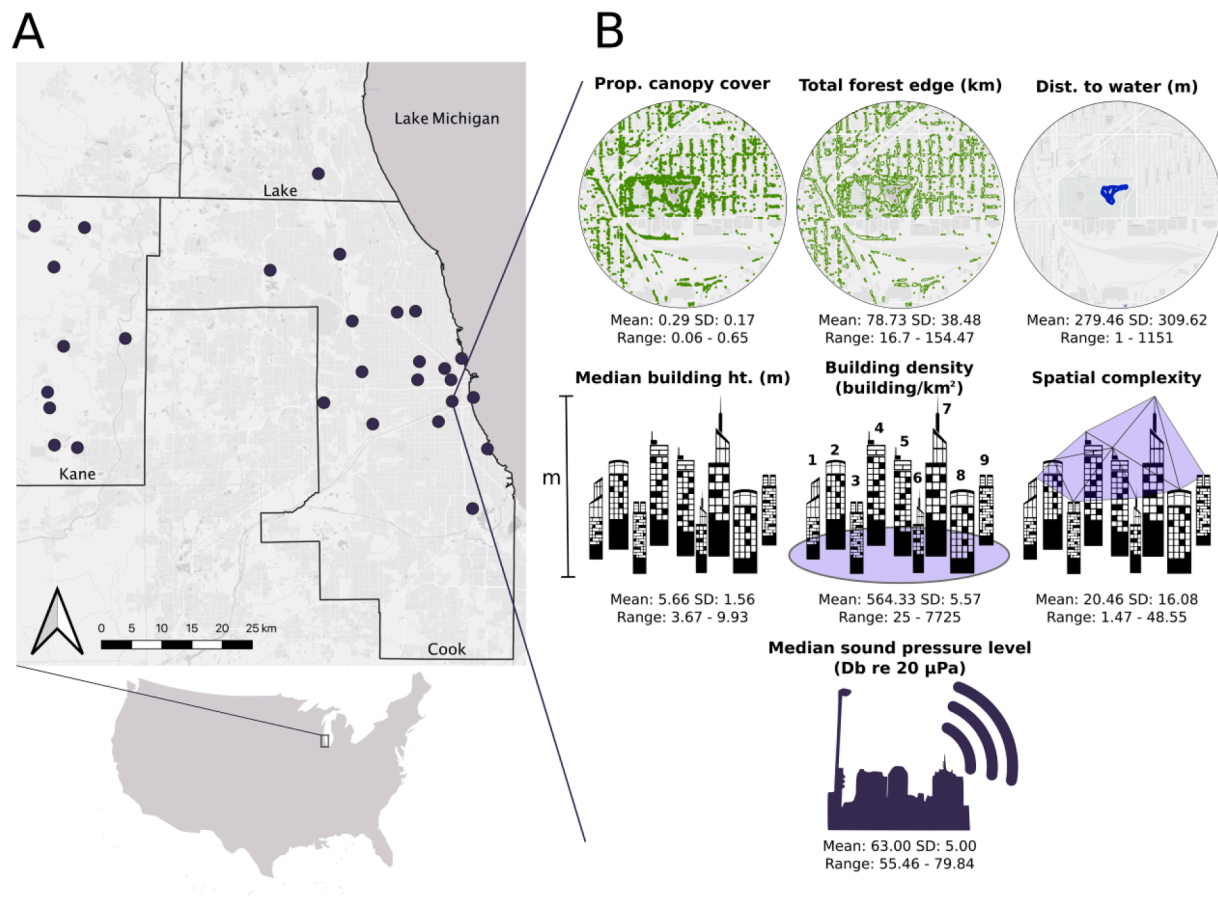 A
B
Lake Michigan
Lake
Kane
Cook
0 5 10 15 20 25 km
Prop. canopy cover
Mean: 0.29 SD: 0.17
Range: 0.06 - 0.65
Total forest edge (km)
Mean: 78.73 SD: 38.48
Range: 16.7 - 154.47
Dist. to water (m)
Mean: 279.46 SD: 309.62
Range: 1 - 1151
Median building ht. (m)
m
Mean: 5.66 SD: 1.56
Range: 3.67 - 9.93
Building density
(building/km²)
1 2 3 4 5 6 7 8 9
Mean: 564.33 SD: 5.57
Range: 25 - 7725
Spatial complexity
Mean: 20.46 SD: 16.08
Range: 1.47 - 48.55
Median sound pressure level
(Db re 20 μPa)
Mean: 63.00 SD: 5.00
Range: 55.46 - 79.84